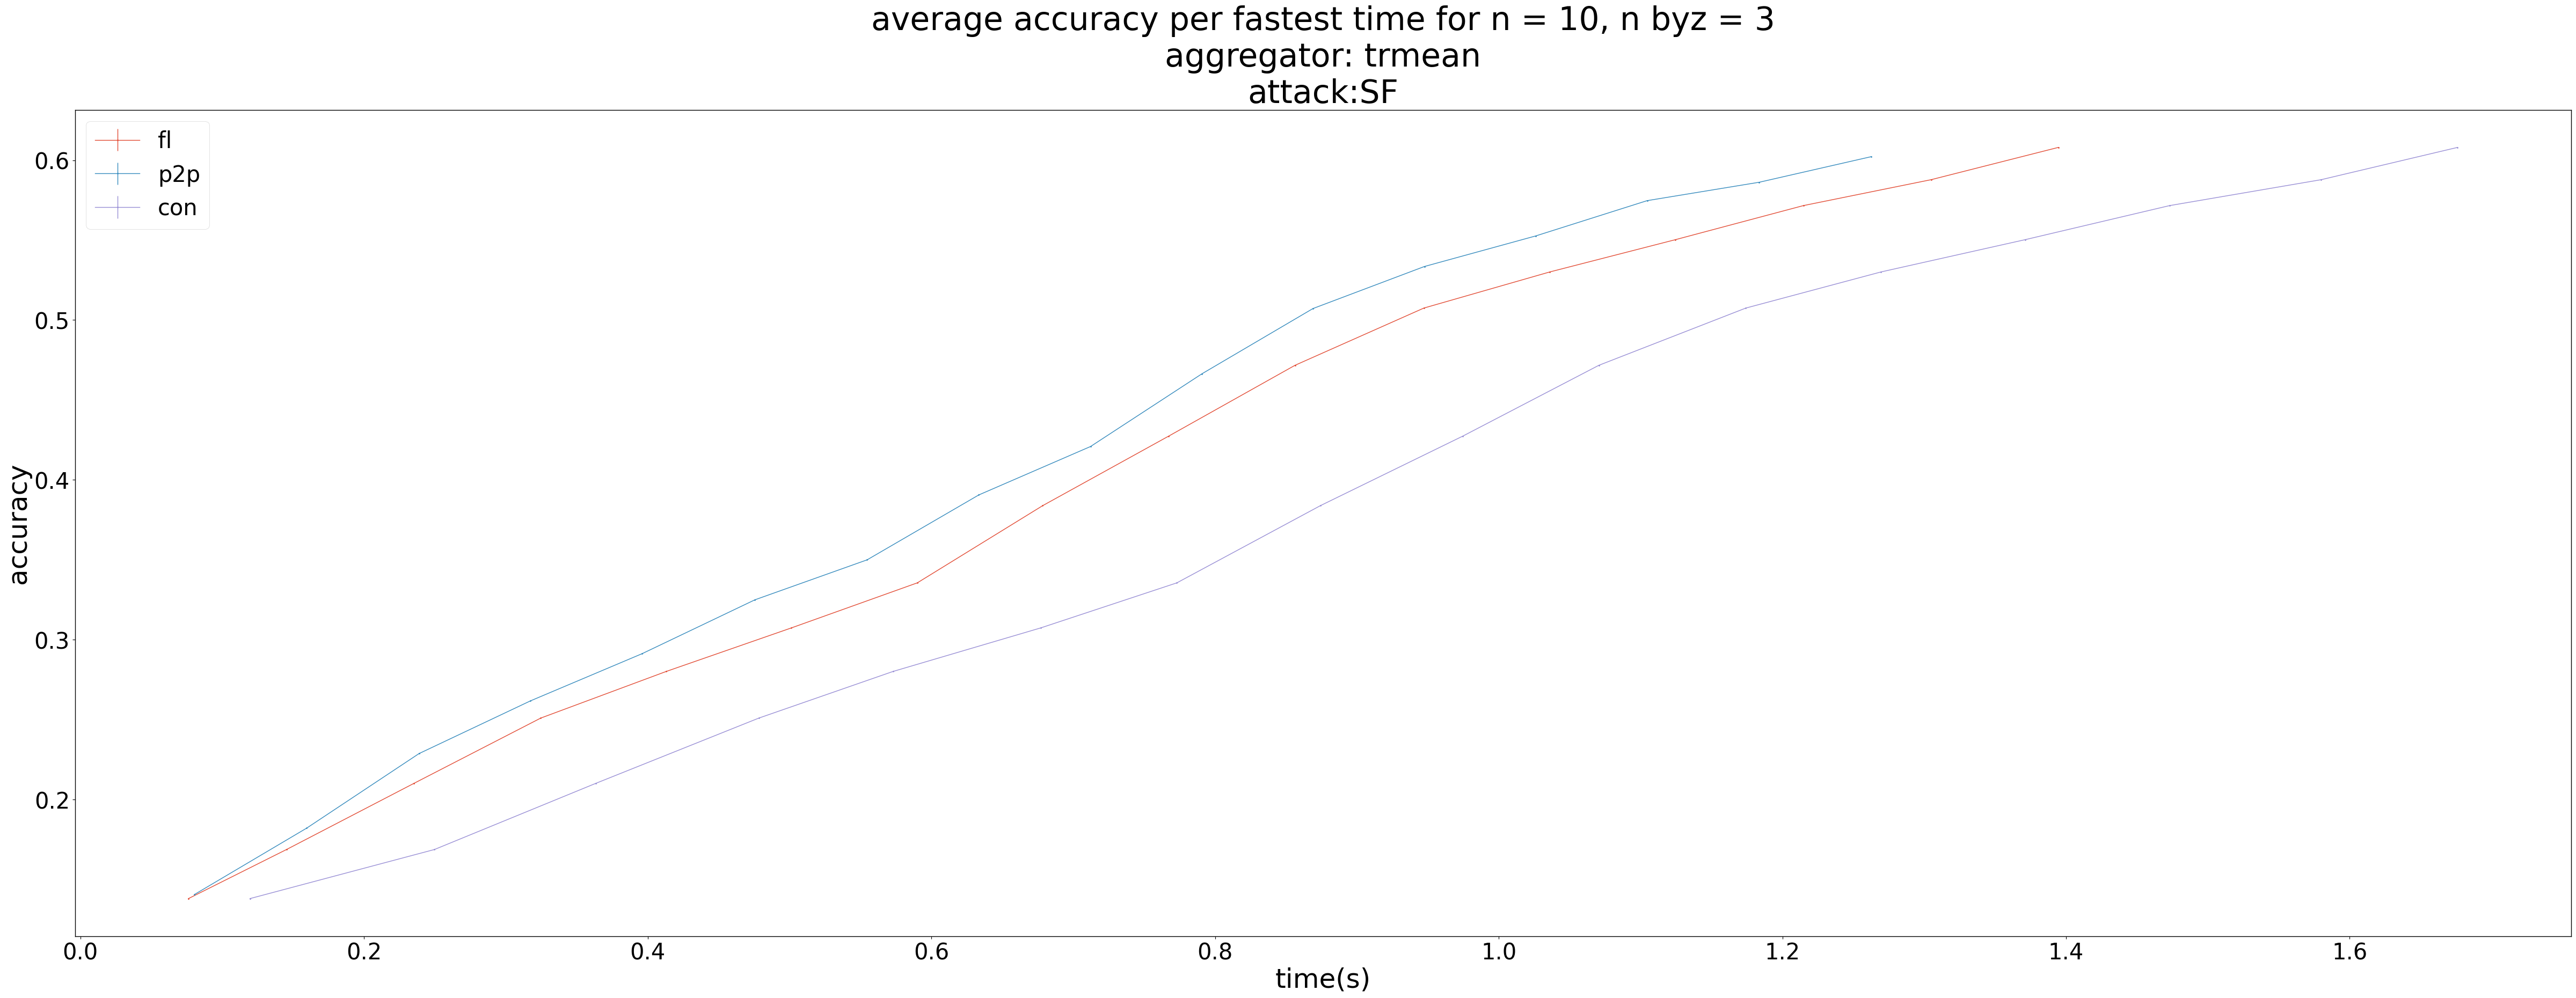 average accuracy per fastest time for n = 10, n byz = 3
aggregator: trmean
attack:SF
fl
p2p
con
accuracy
0.6
0.5
0.4
0.3
0.2
0.0 0.2 0.4 0.6 0.8 1.0 1.2 1.4 1.6
time(s)